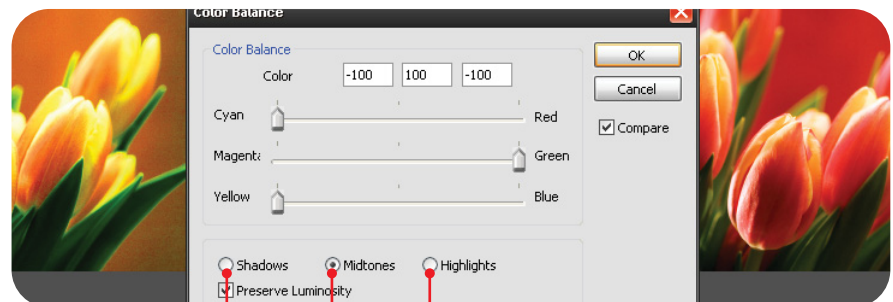 Color Balance
Color Balance
OK
Color -100 100 -100
Cancel
Cyan Red
Compare
Magenta Green
Yellow Blue
Shadows Midtones Highlights
Preserve Luminosity